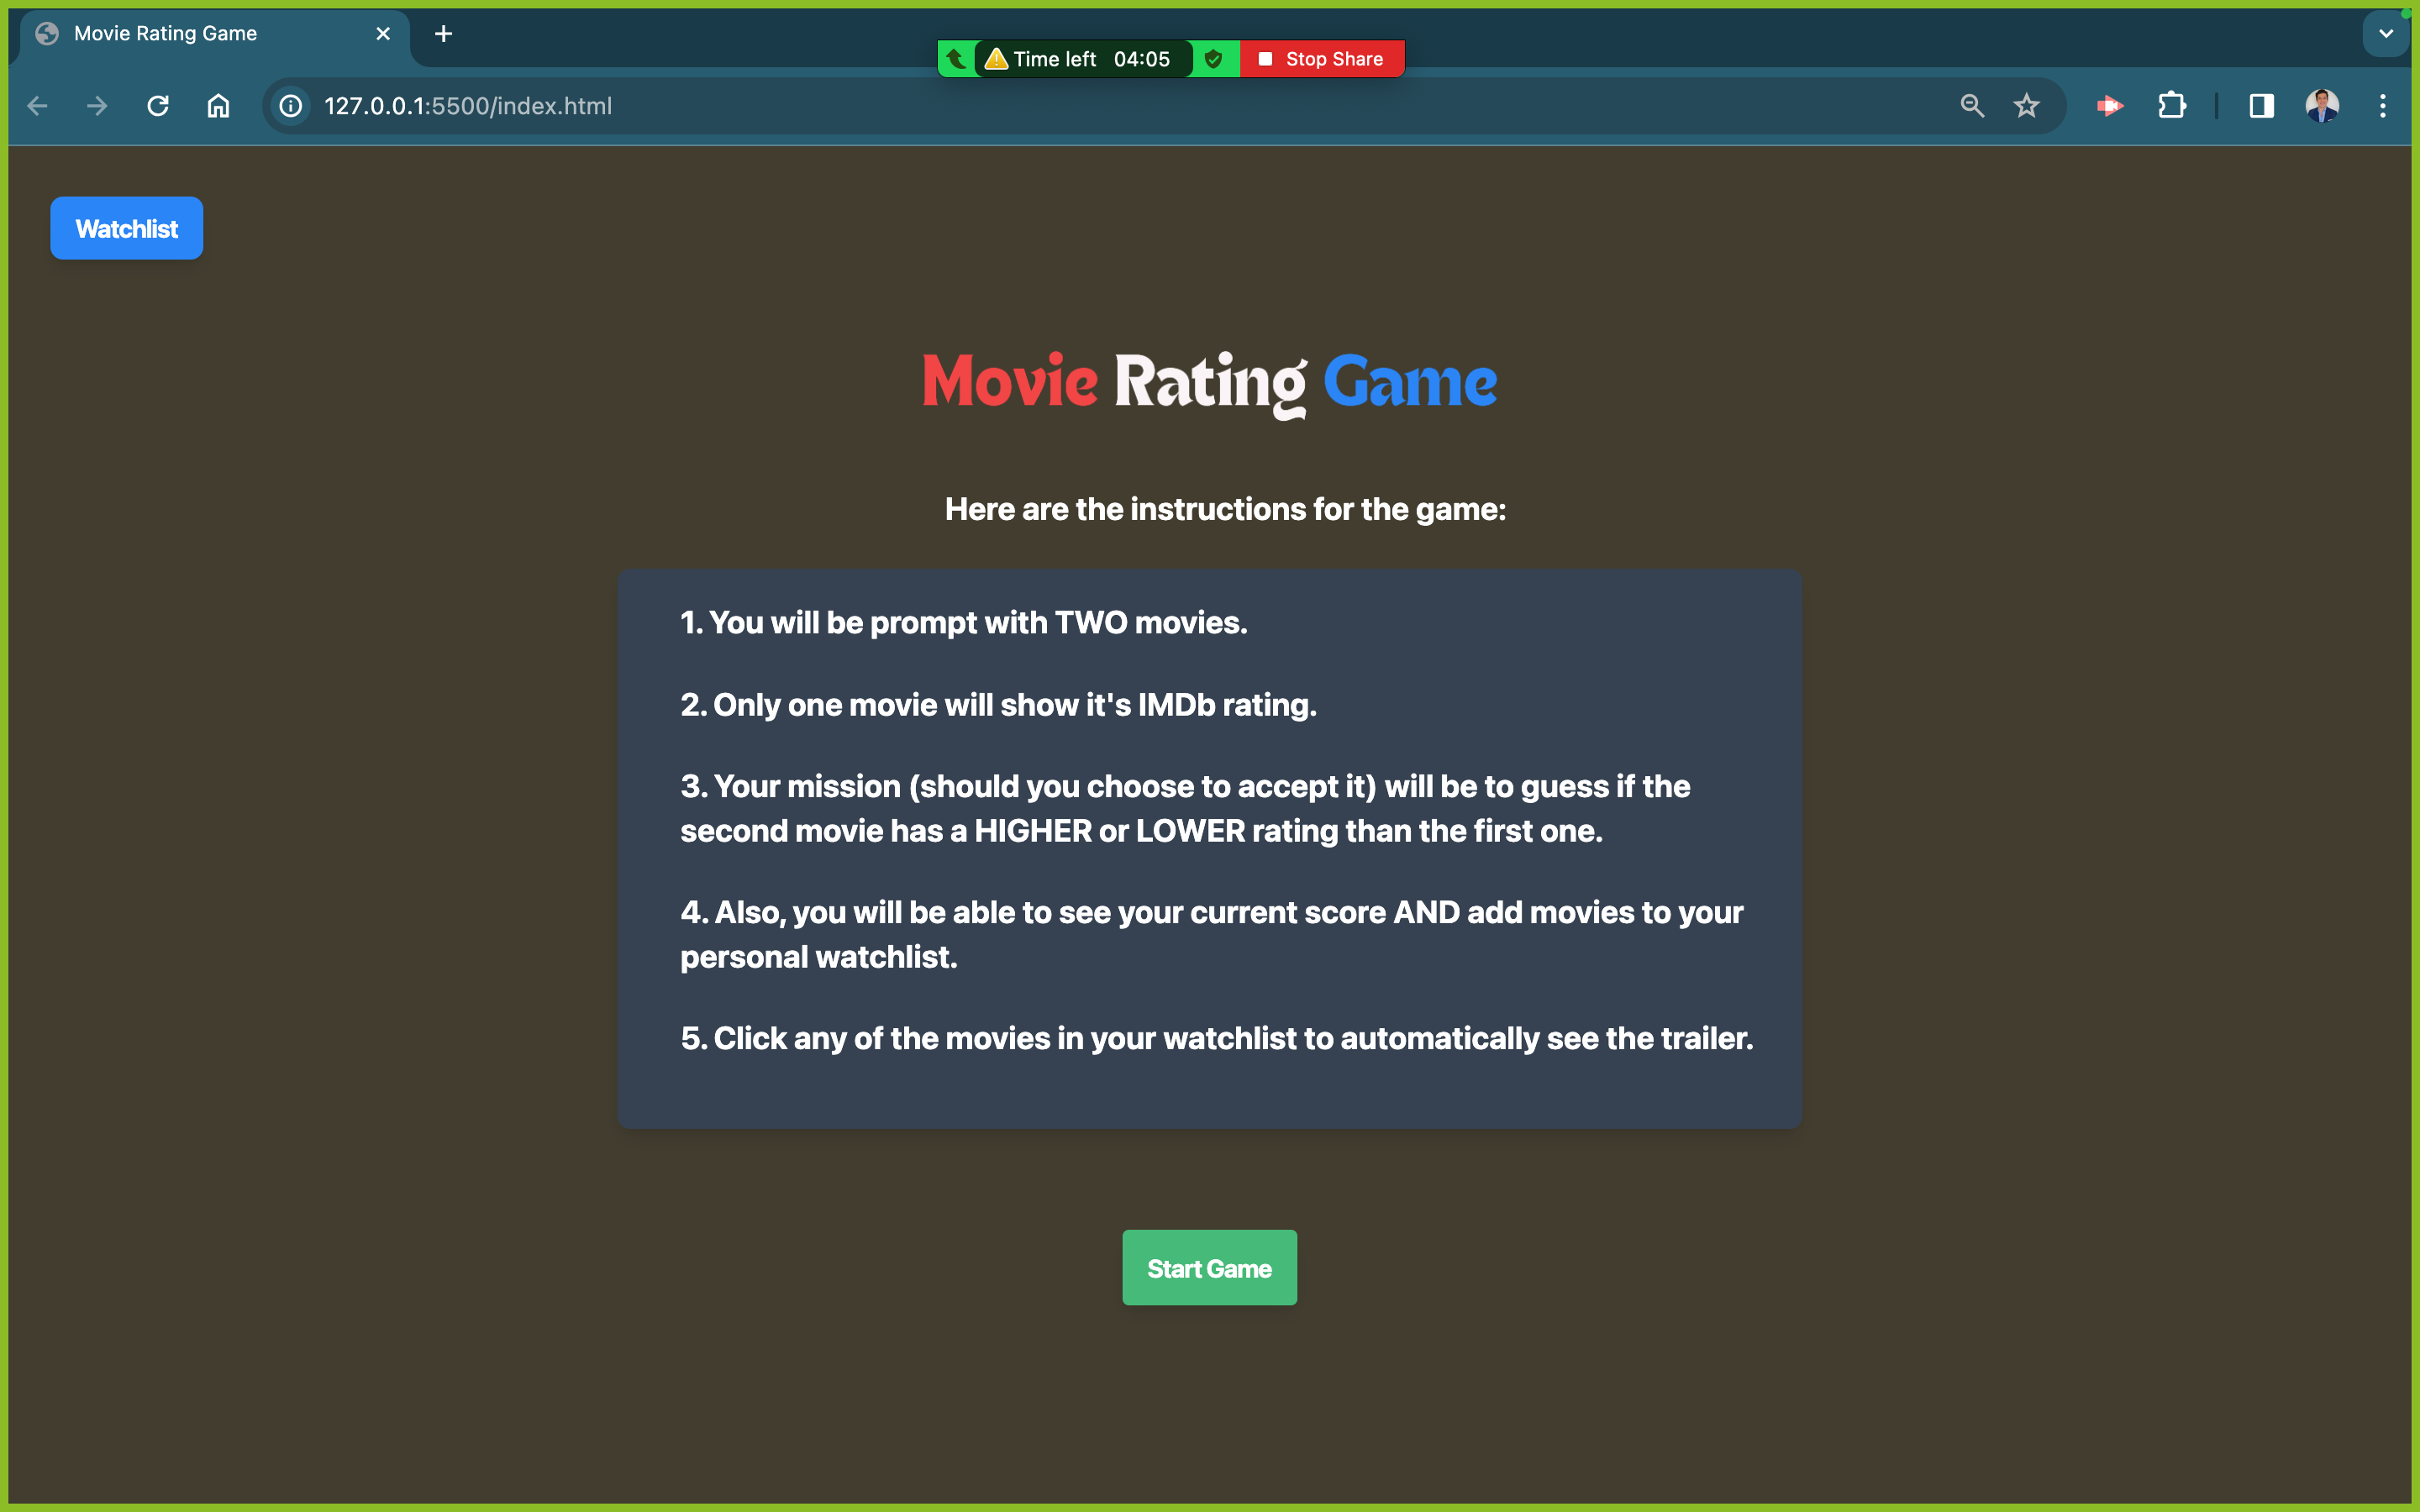 Movie Rating Game
Time left 04:05
Stop Share
127.0.0.1:5500/index.html
Watchlist
Movie Rating Game
Here are the instructions for the game:
1. You will be prompt with TWO movies.
2. Only one movie will show it's IMDb rating.
3. Your mission (should you choose to accept it) will be to guess if the
second movie has a HIGHER or LOWER rating than the first one.
4. Also, you will be able to see your current score AND add movies to your
personal watchlist.
5. Click any of the movies in your watchlist to automatically see the trailer.
Start Game